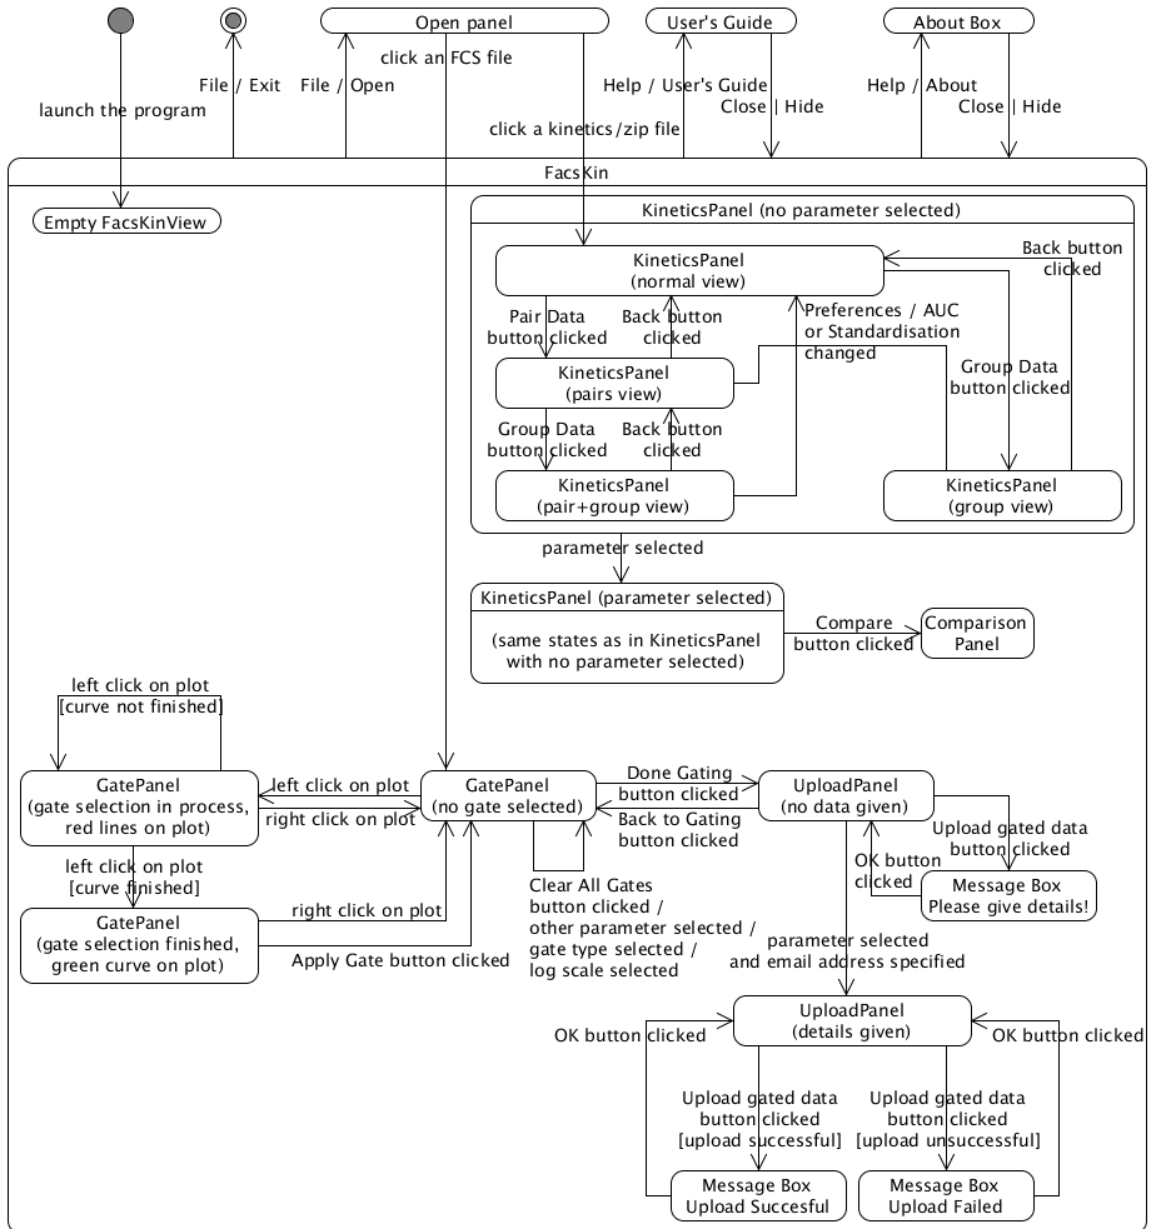 Open panel
User's Guide
About Box
click an FCS file
File / Exit
File / Open
Help / User's Guide
Help / About
launch the program
Close | Hide
Close | Hide
click a kinetics/zip file
FacsKin
Empty FacsKinView
KineticsPanel (no parameter selected)
KineticsPanel
(normal view)
Back button
clicked
Pair Data
button clicked
Back button
clicked
Preferences / AUC
or Standardisation
changed
KineticsPanel
(pairs view)
Group Data
button clicked
Group Data
button clicked
Back button
clicked
KineticsPanel
(pair+group view)
KineticsPanel
(group view)
parameter selected
KineticsPanel (parameter selected)
(same states as in KineticsPanel
with no parameter selected)
Compare
button clicked
Comparison
Panel
left click on plot
[curve not finished]
GatePanel
(gate selection in process,
red lines on plot)
left click on plot
right click on plot
GatePanel
(no gate selected)
Done Gating
button clicked
Back to Gating
button clicked
UploadPanel
(no data given)
Upload gated data
button clicked
OK button
clicked
Message Box
Please give details!
left click on plot
[curve finished]
GatePanel
(gate selection finished,
green curve on plot)
right click on plot
Apply Gate button clicked
Clear All Gates
button clicked /
other parameter selected /
gate type selected /
log scale selected
parameter selected
and email address specified
UploadPanel
(details given)
OK button clicked
OK button clicked
Upload gated data
button clicked
[upload successful]
Upload gated data
button clicked
[upload unsuccessful]
Message Box
Upload Succesful
Message Box
Upload Failed